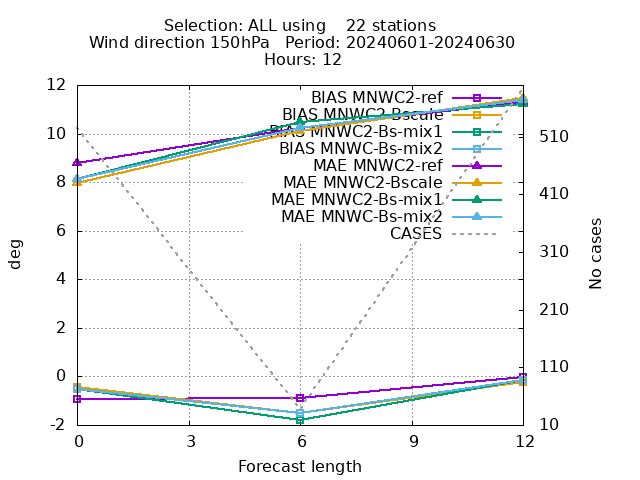 Selection: ALL using 22 stations
Wind direction 150hPa Period: 20240601-20240630
Hours: 12
BIAS MNWC2-ref
BIAS MNWC2-Bscale
BIAS MNWC2-Bs-mix1
BIAS MNWC-Bs-mix2
MAE MNWC2-ref
MAE MNWC2-Bscale
MAE MNWC2-Bs-mix1
MAE MNWC-Bs-mix2
CASES
12
10
8
6
4
2
0
-2
deg
510
410
310
210
110
10
No cases
0 3 6 9 12
Forecast length